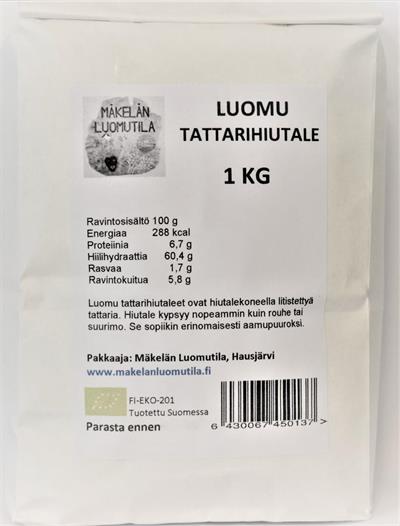 MÄKELÄN
LUOMUTILA
LUOMU
TATTARIHIUTALE
1 KG
Ravintosisältö 100 g
Energiaa 288 kcal
Proteiinia 6,7 g
Hiilihydraattia 60,4 g
Rasvaa 1,7 g
Ravintokuitua 5,8 g
Luomu tattarihiutaleet ovat hiutalekoneella litistettyä
tattaria. Hiutale kypsyy nopeammin kuin rouhe tai
suurimo. Se sopiikin erinomaisesti aamupuuroksi.
Pakkaaja: Mäkelän Luomutila, Hausjärvi
www.makelanluomutila.fi
FI-EKO-201
Tuotettu Suomessa
Parasta ennen
6 430067 450137 >